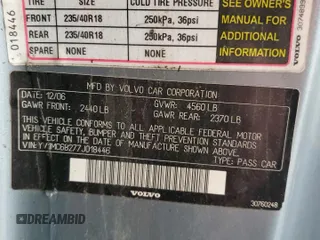 SIZE COLD TIRE PRESSURE
FRONT 235/40R18 250kPa, 36psi
REAR 235/40R18 250kPa, 36psi
SPARE NONE NONE
SEE OWNER'S
MANUAL FOR
ADDITIONAL
INFORMATION
018446
VOLVO
MFD BY VOLVO CAR CORPORATION
DATE: 12/06 GVWR: 4560 LB
GAWR FRONT: 2440 LB GAWR REAR: 2370 LB
THIS VEHICLE CONFORMS TO ALL APPLICABLE FEDERAL MOTOR
VEHICLE SAFETY, BUMPER AND THEFT PREVENTION STANDARDS
IN EFFECT ON THE DATE OF MANUFACTURE SHOWN ABOVE.
VIN: YV1MC68277J018446 TYPE: PASS CAR
VOLVO
30760248
DREAMBID